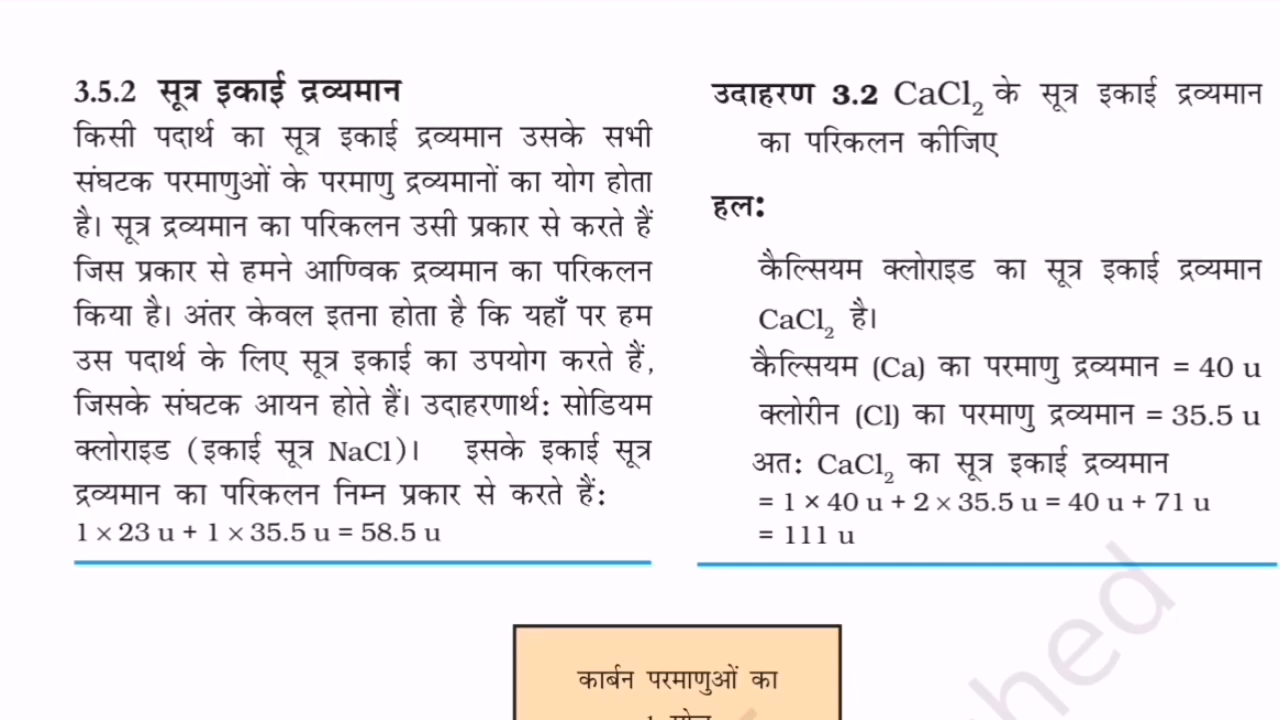 3.5.2 सूत्र इकाई द्रव्यमान
किसी पदार्थ का सूत्र इकाई द्रव्यमान उसके सभी
संघटक परमाणुओं के परमाणु द्रव्यमानों का योग होता
है। सूत्र द्रव्यमान का परिकलन उसी प्रकार से करते हैं
जिस प्रकार से हमने आण्विक द्रव्यमान का परिकलन
किया है। अंतर केवल इतना होता है कि यहाँ पर हम
उस पदार्थ के लिए सूत्र इकाई का उपयोग करते हैं,
जिसके संघटक आयन होते हैं। उदाहरणार्थ: सोडियम
क्लोराइड (इकाई सूत्र NaCl)। इसके इकाई सूत्र
द्रव्यमान का परिकलन निम्न प्रकार से करते हैं:
1 × 23 u + 1 × 35.5 u = 58.5 u
उदाहरण 3.2 CaCl₂ के सूत्र इकाई द्रव्यमान
का परिकलन कीजिए
हल:
कैल्सियम क्लोराइड का सूत्र इकाई द्रव्यमान
CaCl₂ है।
कैल्सियम (Ca) का परमाणु द्रव्यमान = 40 u
क्लोरीन (Cl) का परमाणु द्रव्यमान = 35.5 u
अत: CaCl₂ का सूत्र इकाई द्रव्यमान
= 1 × 40 u + 2 × 35.5 u = 40 u + 71 u
= 111 u
कार्बन परमाणुओं का